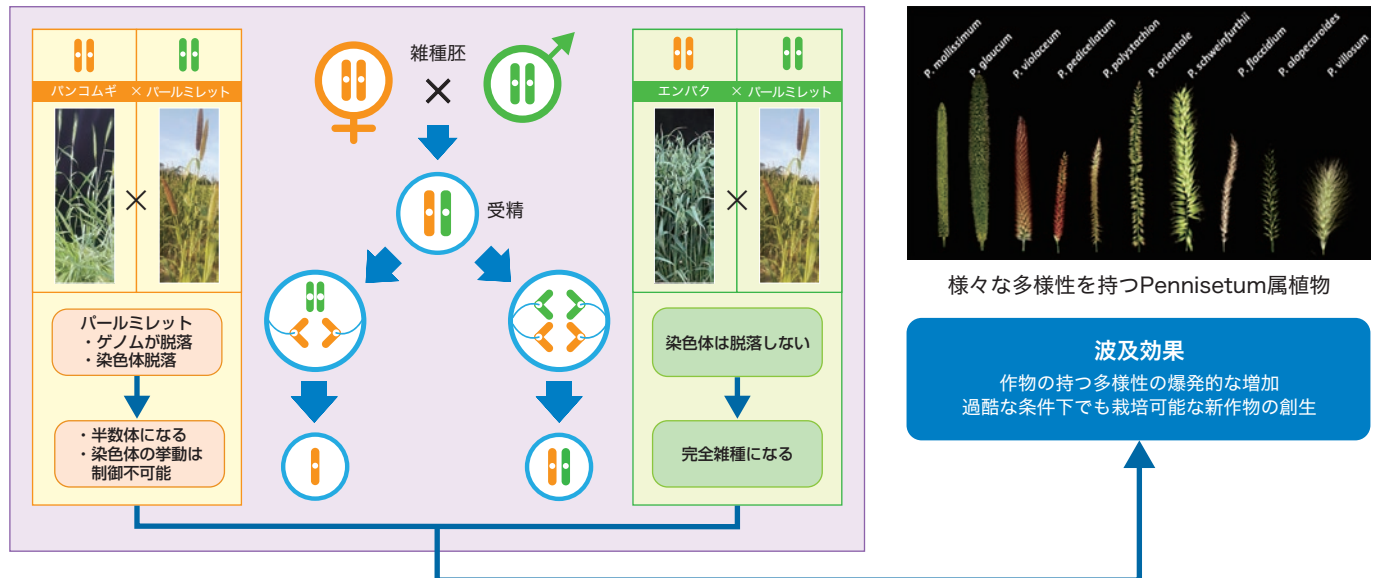 パンコムギ × パールミレット
×
パールミレット
・ゲノムが脱落
・染色体脱落
・半数体になる
・染色体の挙動は
制御不可能
雑種胚
×
受精
エンバク × パールミレット
×
染色体は脱落しない
完全雑種になる
P. mollissimum
P. glaucum
P. violaceum
P. pedicellatum
P. polystachion
P. orientale
P. schweinfurthii
P. flaccidium
P. alopecuroides
P. villosum
様々な多様性を持つPennisetum属植物
波及効果
作物の持つ多様性の爆発的な増加
過酷な条件下でも栽培可能な新作物の創生